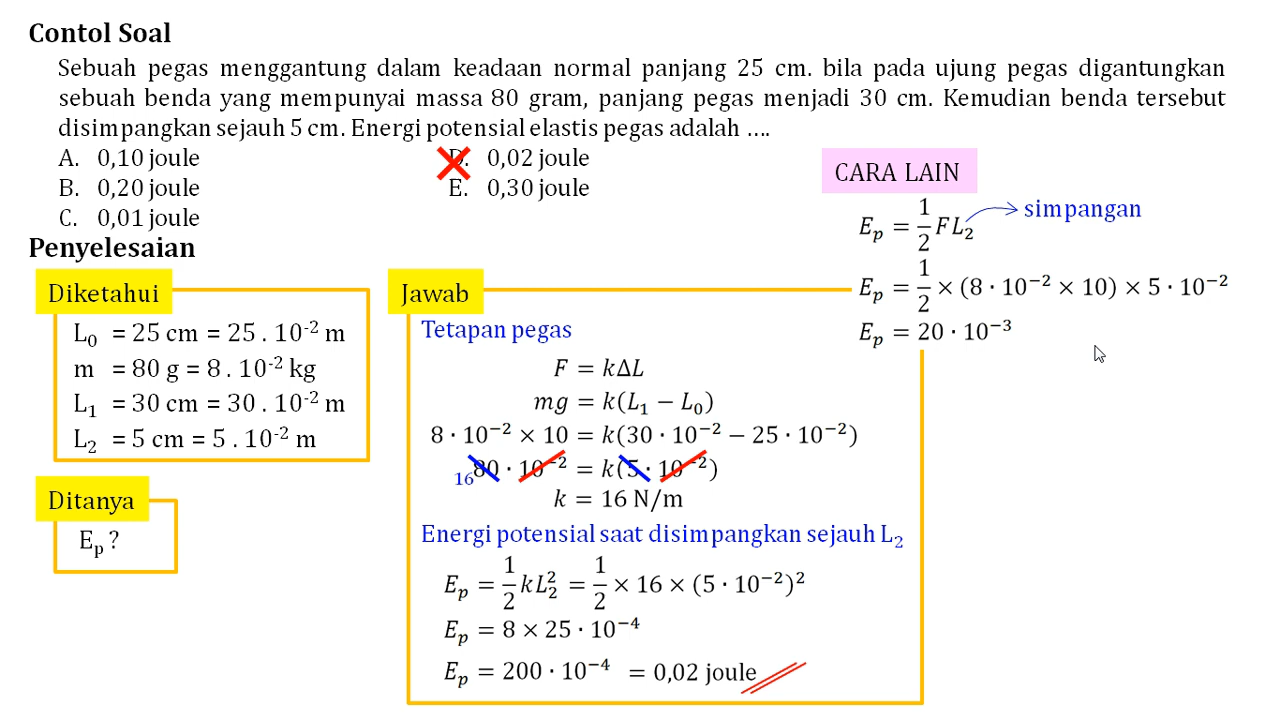 Contol Soal
Sebuah pegas menggantung dalam keadaan normal panjang 25 cm. bila pada ujung pegas digantungkan
sebuah benda yang mempunyai massa 80 gram, panjang pegas menjadi 30 cm. Kemudian benda tersebut
disimpangkan sejauh 5 cm. Energi potensial elastis pegas adalah ....
A. 0,10 joule
B. 0,20 joule
C. 0,01 joule
D. 0,02 joule
E. 0,30 joule
Penyelesaian
Diketahui
L₀ = 25 cm = 25 . 10⁻² m
m = 80 g = 8 . 10⁻² kg
L₁ = 30 cm = 30 . 10⁻² m
L₂ = 5 cm = 5 . 10⁻² m
Ditanya
Eₚ ?
Jawab
Tetapan pegas
F = kΔL
mg = k(L₁ − L₀)
8 · 10⁻² × 10 = k(30 · 10⁻² − 25 · 10⁻²)
16 80 · 10⁻² = k(5 · 10⁻²)
k = 16 N/m
Energi potensial saat disimpangkan sejauh L₂
Eₚ = 1/2 kL₂² = 1/2 × 16 × (5 · 10⁻²)²
Eₚ = 8 × 25 · 10⁻⁴
Eₚ = 200 · 10⁻⁴ = 0,02 joule
CARA LAIN
Eₚ = 1/2 FL₂ simpangan
Eₚ = 1/2 × (8 · 10⁻² × 10) × 5 · 10⁻²
Eₚ = 20 · 10⁻³